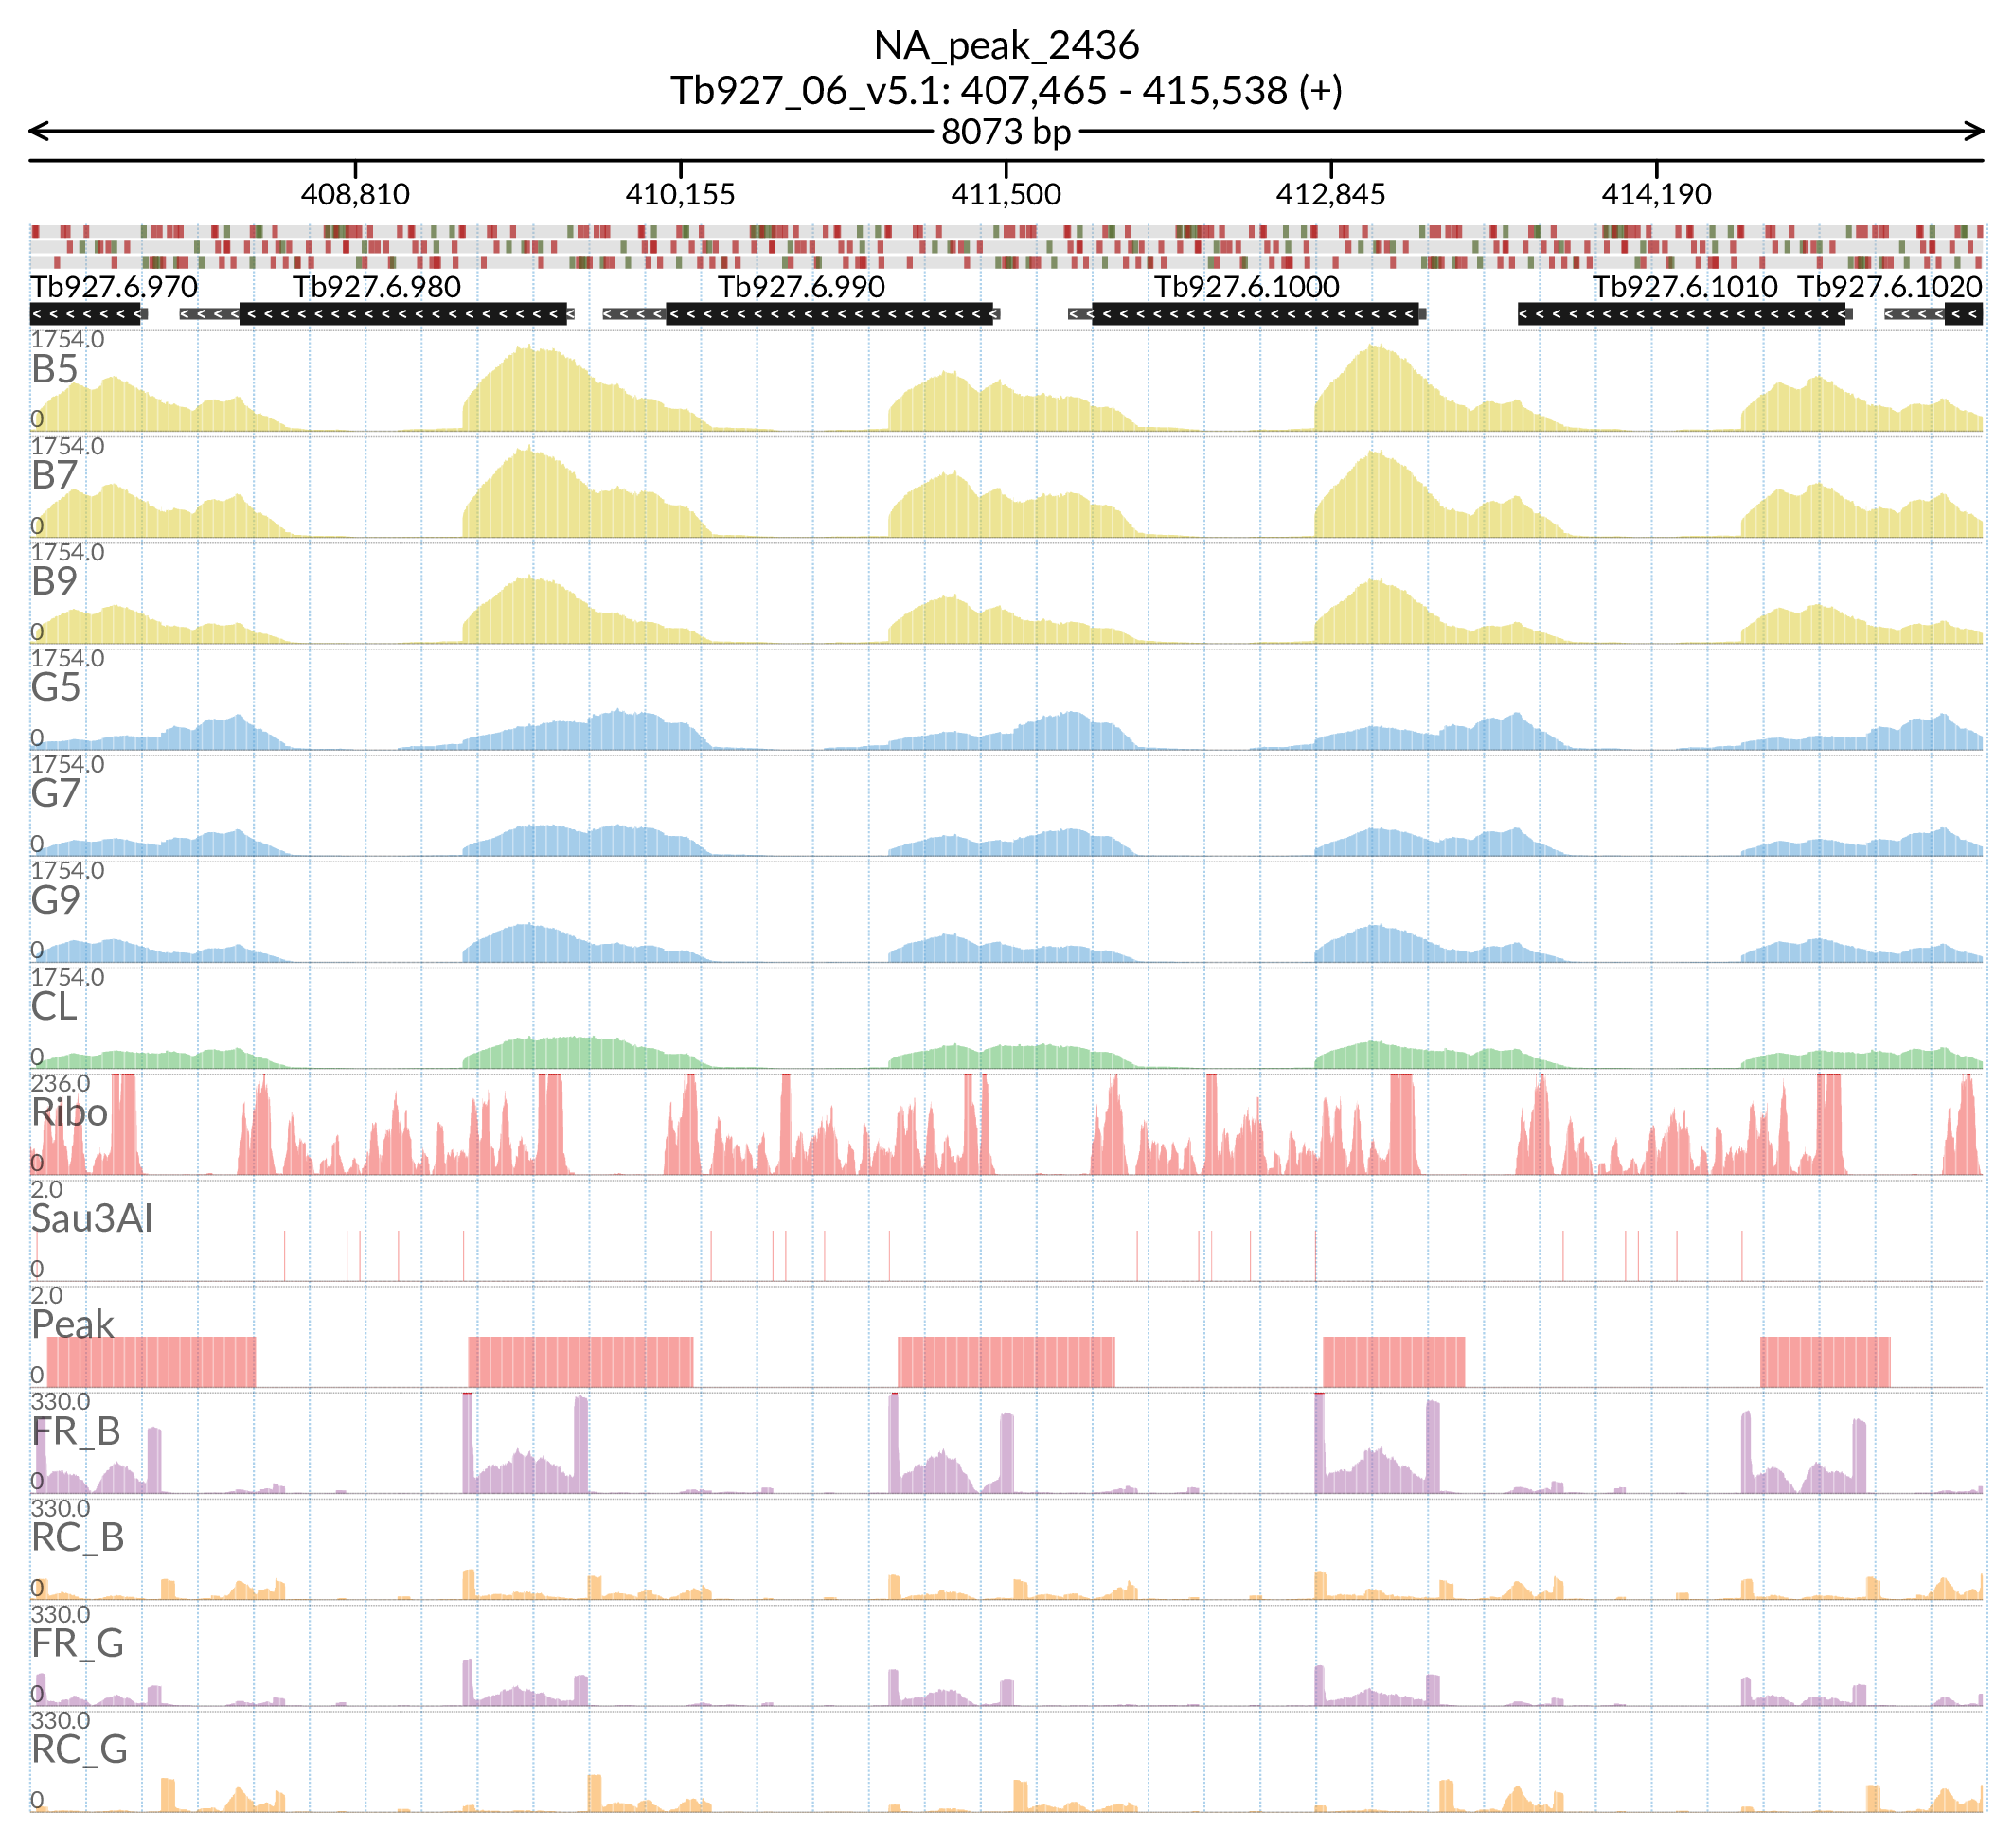 NA_peak_2436
Tb927_06_v5.1: 407,465 - 415,538 (+)
8073 bp
408,810 410,155 411,500 412,845 414,190
Tb927.6.970 Tb927.6.980 Tb927.6.990 Tb927.6.1000 Tb927.6.1010 Tb927.6.1020
1754.0
B5
0
1754.0
B7
0
1754.0
B9
0
1754.0
G5
0
1754.0
G7
0
1754.0
G9
0
1754.0
CL
0
236.0
Ribo
0
2.0
Sau3AI
0
2.0
Peak
0
330.0
FR_B
0
330.0
RC_B
0
330.0
FR_G
0
330.0
RC_G
0